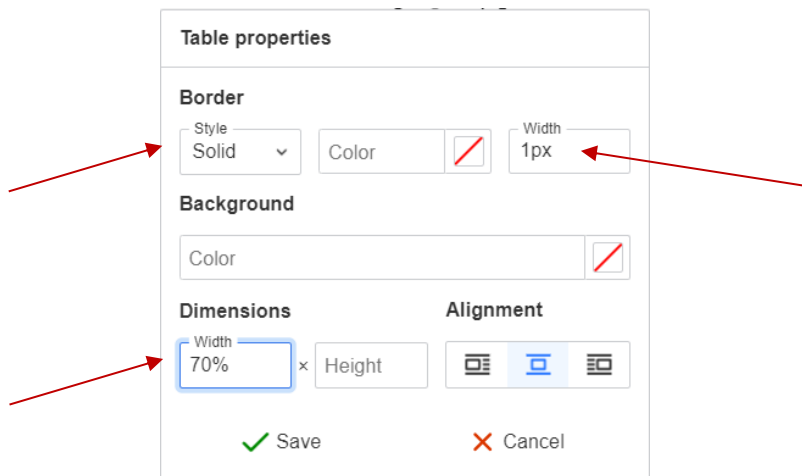 Table properties
Border
Style
Solid
Color
Width
1px
Background
Color
Dimensions
Alignment
Width
70%
×
Height
Save
Cancel